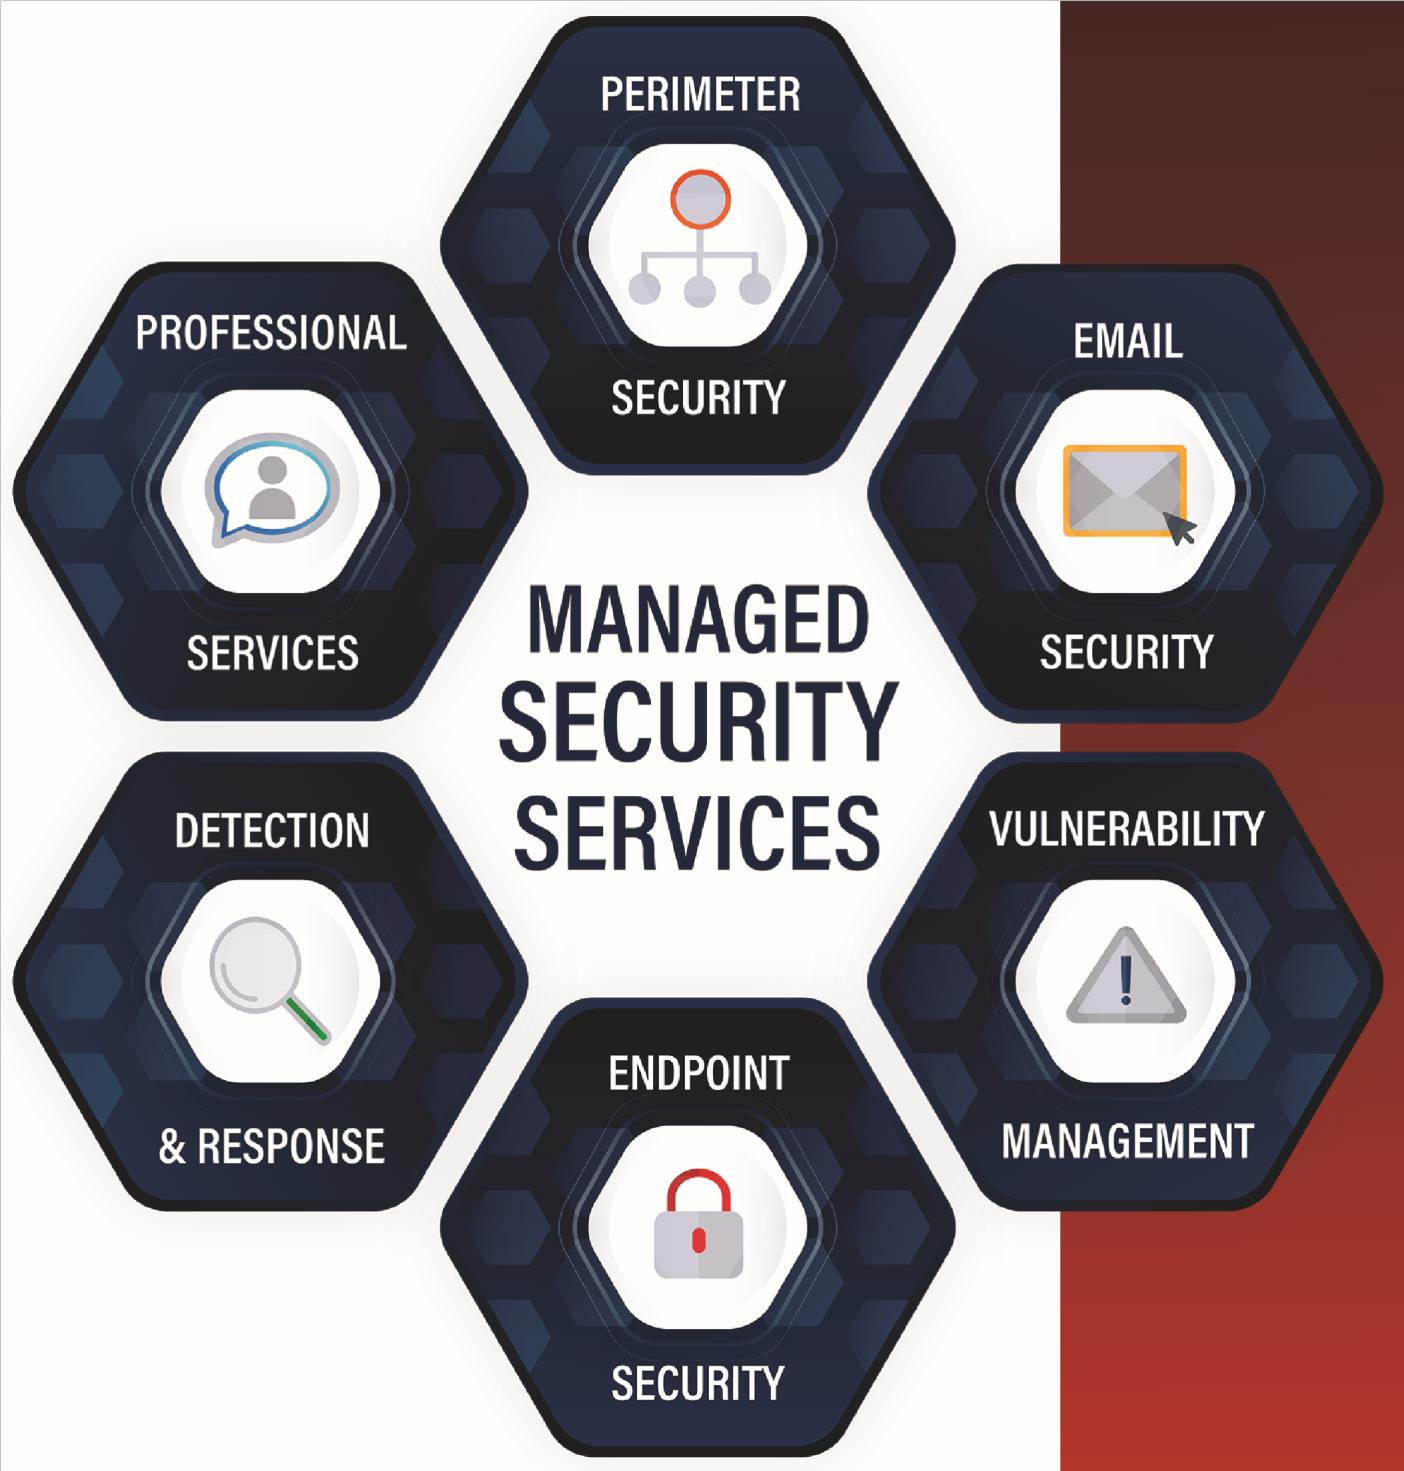 PERIMETER
SECURITY
PROFESSIONAL
SERVICES
EMAIL
SECURITY
MANAGED
SECURITY
SERVICES
DETECTION
& RESPONSE
VULNERABILITY
MANAGEMENT
ENDPOINT
SECURITY